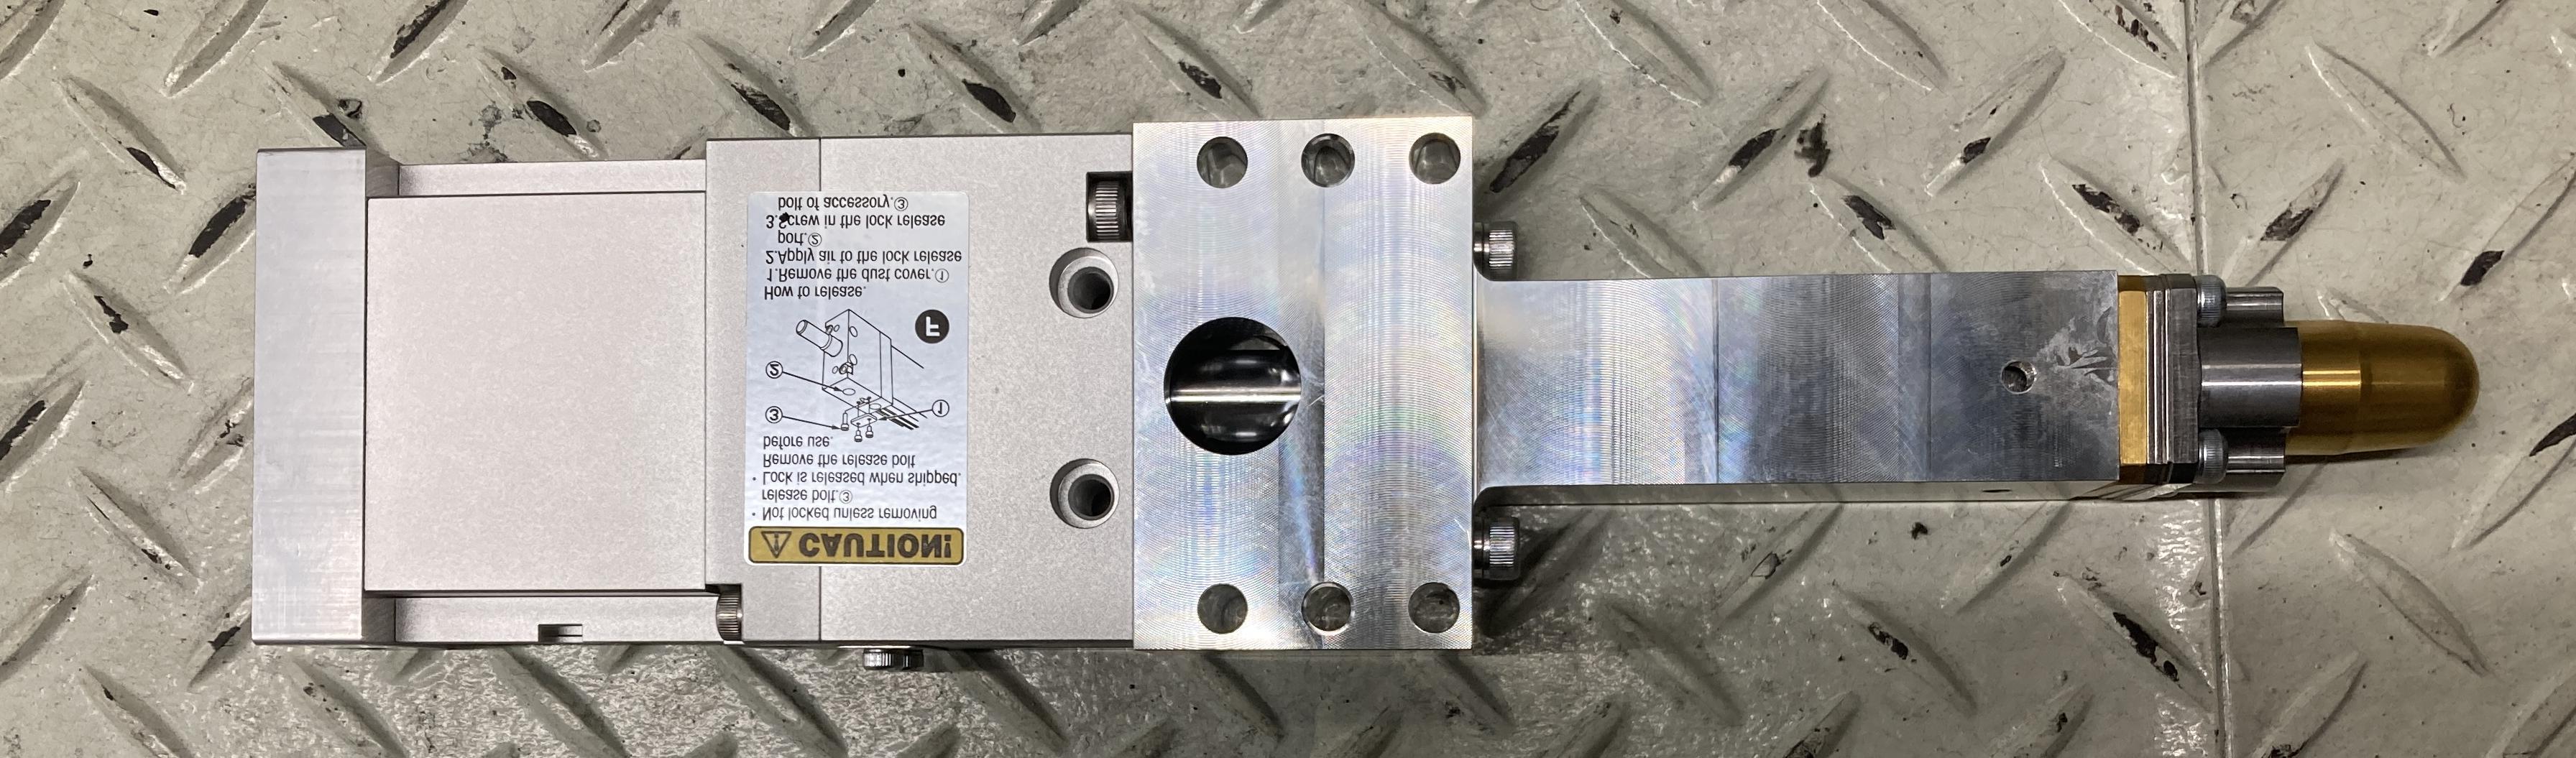 ⚠ CAUTION!
・Not locked unless removing
release bolt.③
・Lock is released when shipped.
Remove the release bolt
before use.
③
①
②
F
How to release.
1.Remove the dust cover.①
2.Apply air to the lock release
port.②
3.Screw in the lock release
bolt of accessory.③